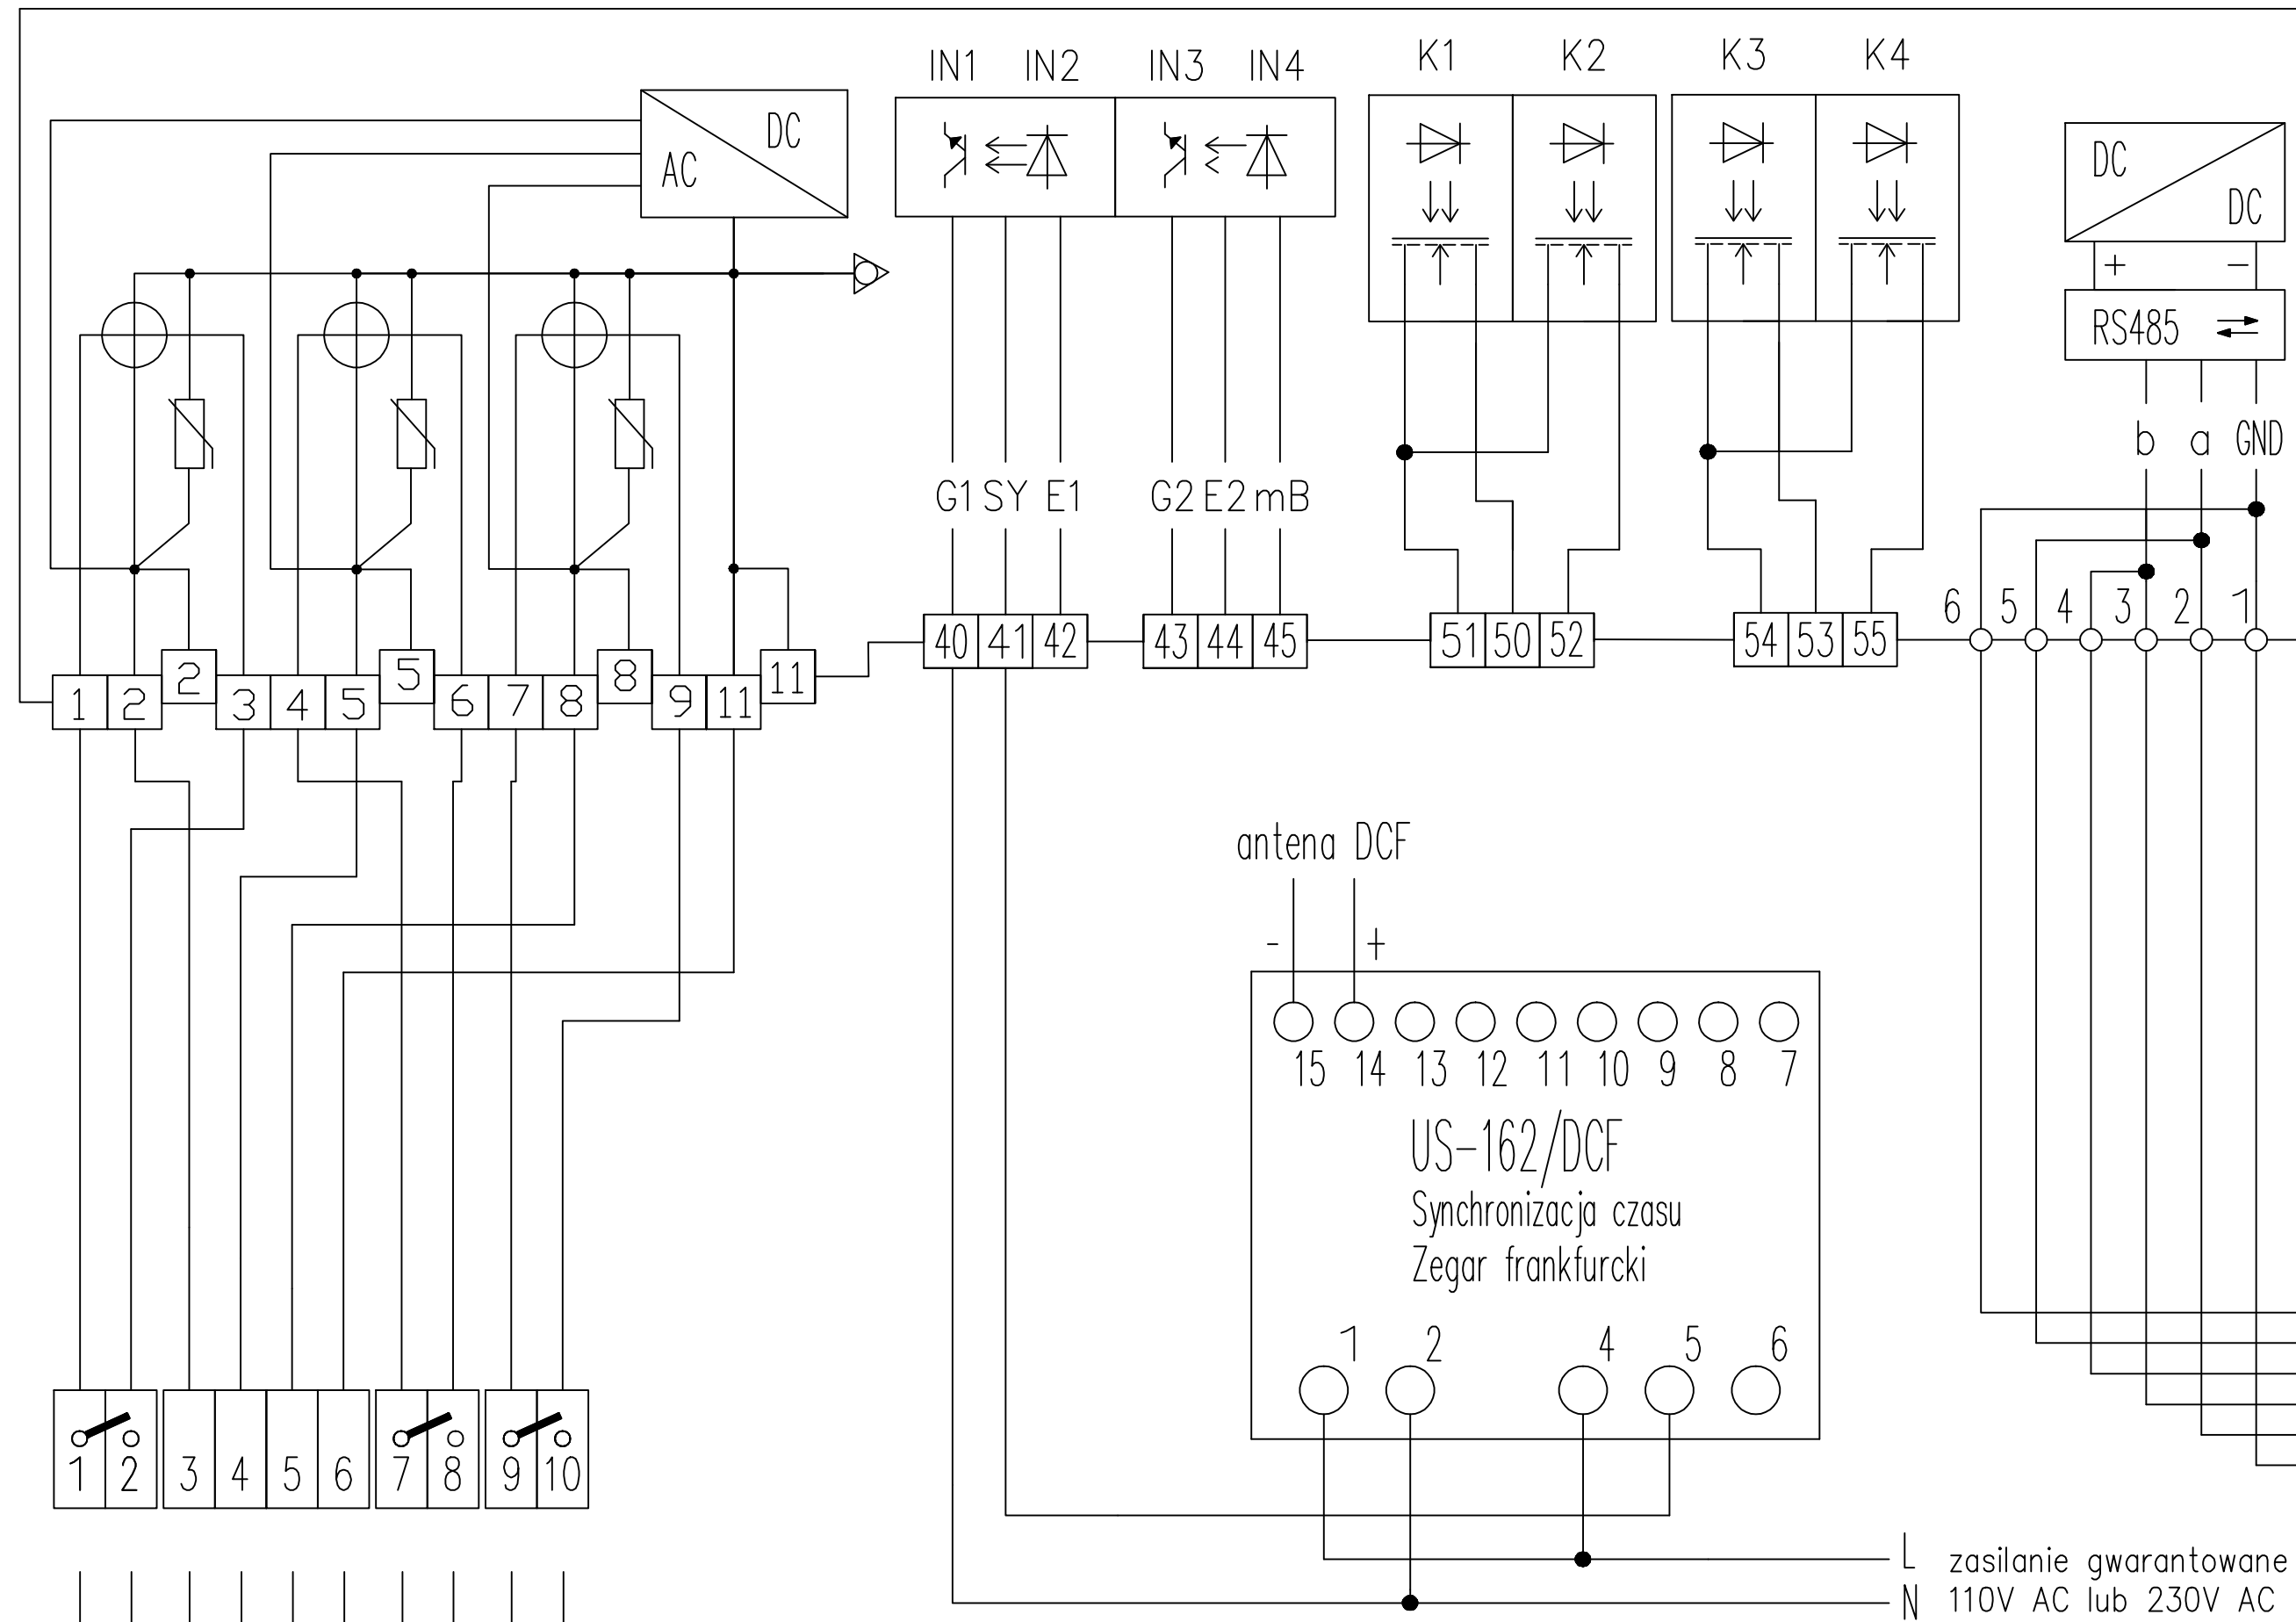 IN1 IN2 IN3 IN4 K1 K2 K3 K4
DC
AC
DC
DC
+ -
RS485
b a GND
G1 SY E1 G2 E2 mB
6 5 4 3 2 1
40 41 42 43 44 45 51 50 52 54 53 55
2 5 8 11
1 2 3 4 5 6 7 8 9 11
antena DCF
- +
15 14 13 12 11 10 9 8 7
US-162/DCF
Synchronizacja czasu
Zegar frankfurcki
1 2 4 5 6
1 2 3 4 5 6 7 8 9 10
L zasilanie gwarantowane
N 110V AC lub 230V AC